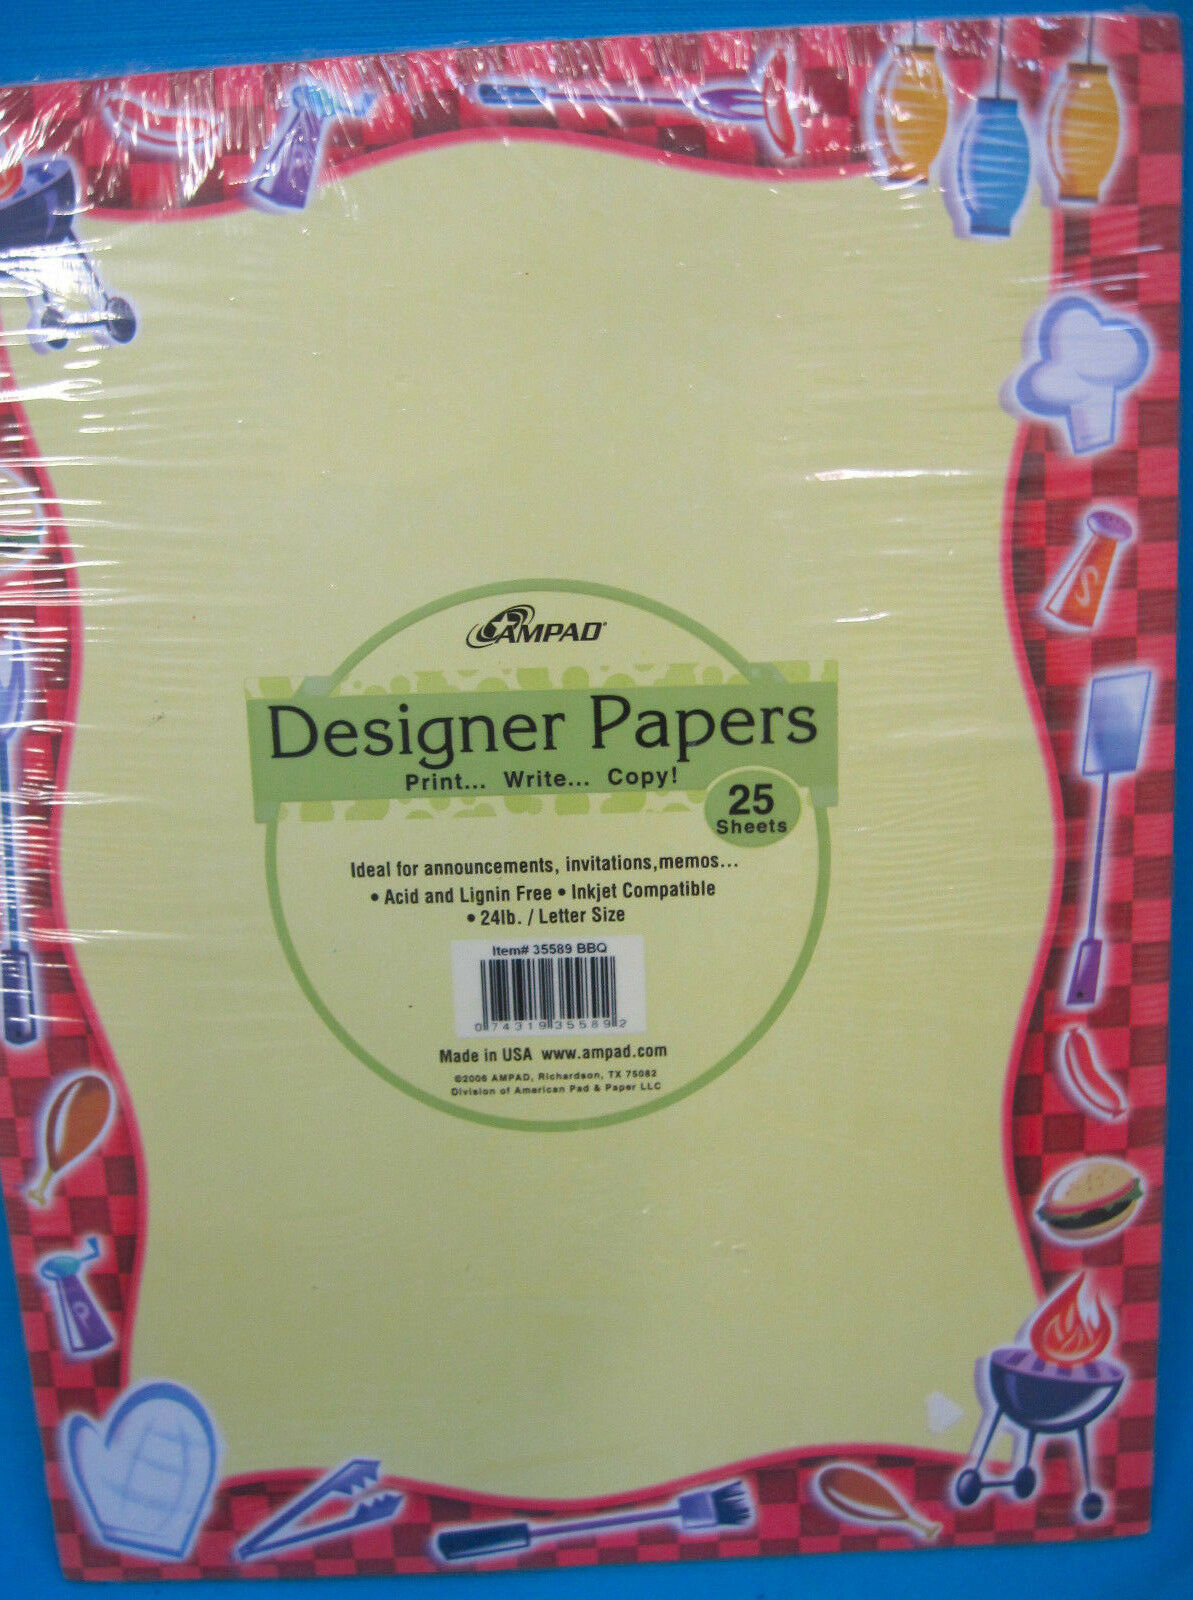 AMPAD®
Designer Papers
Print... Write... Copy!
25
Sheets
Ideal for announcements, invitations,memos...
• Acid and Lignin Free • Inkjet Compatible
• 24lb. / Letter Size
Item# 35589 BBQ
0 74319 35589 2
Made in USA www.ampad.com
©2006 AMPAD, Richardson, TX 75082
Division of American Pad & Paper LLC
S
P